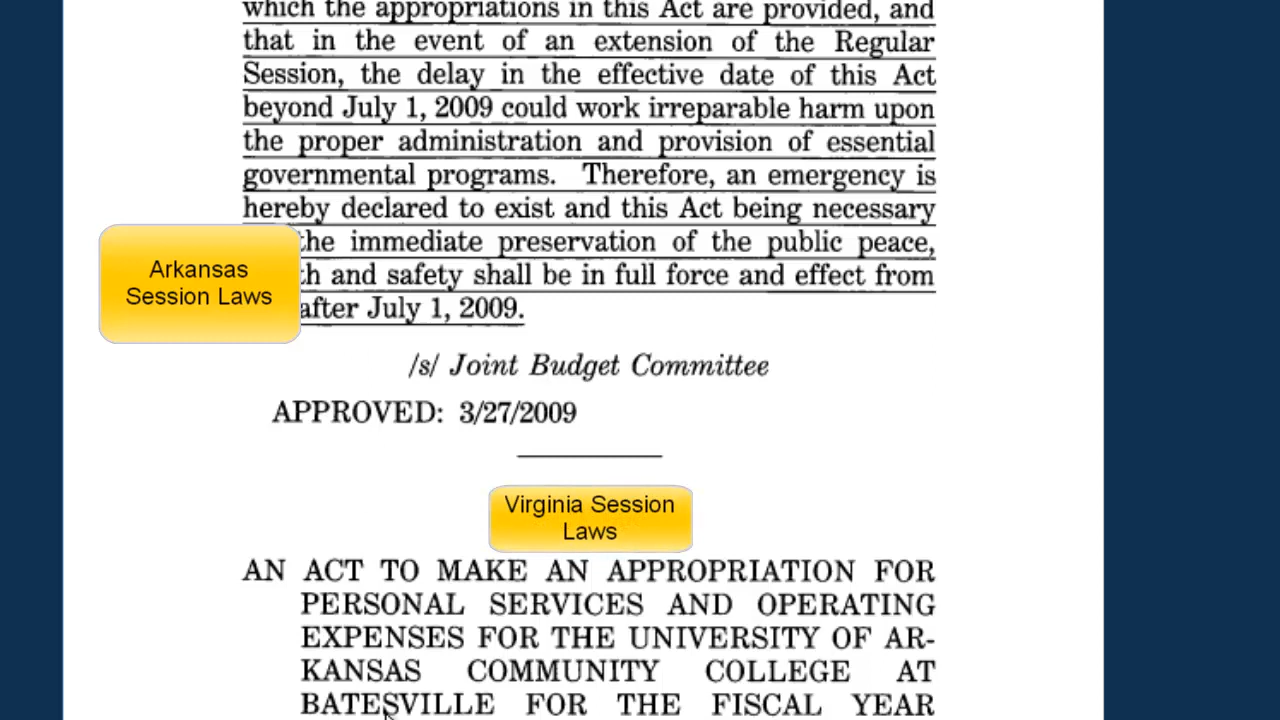 which the appropriations in this Act are provided, and
that in the event of an extension of the Regular
Session, the delay in the effective date of this Act
beyond July 1, 2009 could work irreparable harm upon
the proper administration and provision of essential
governmental programs. Therefore, an emergency is
hereby declared to exist and this Act being necessary
the immediate preservation of the public peace,
th and safety shall be in full force and effect from
after July 1, 2009.
Arkansas
Session Laws
/s/ Joint Budget Committee
APPROVED: 3/27/2009
Virginia Session
Laws
AN ACT TO MAKE AN APPROPRIATION FOR
PERSONAL SERVICES AND OPERATING
EXPENSES FOR THE UNIVERSITY OF AR-
KANSAS COMMUNITY COLLEGE AT
BATESVILLE FOR THE FISCAL YEAR